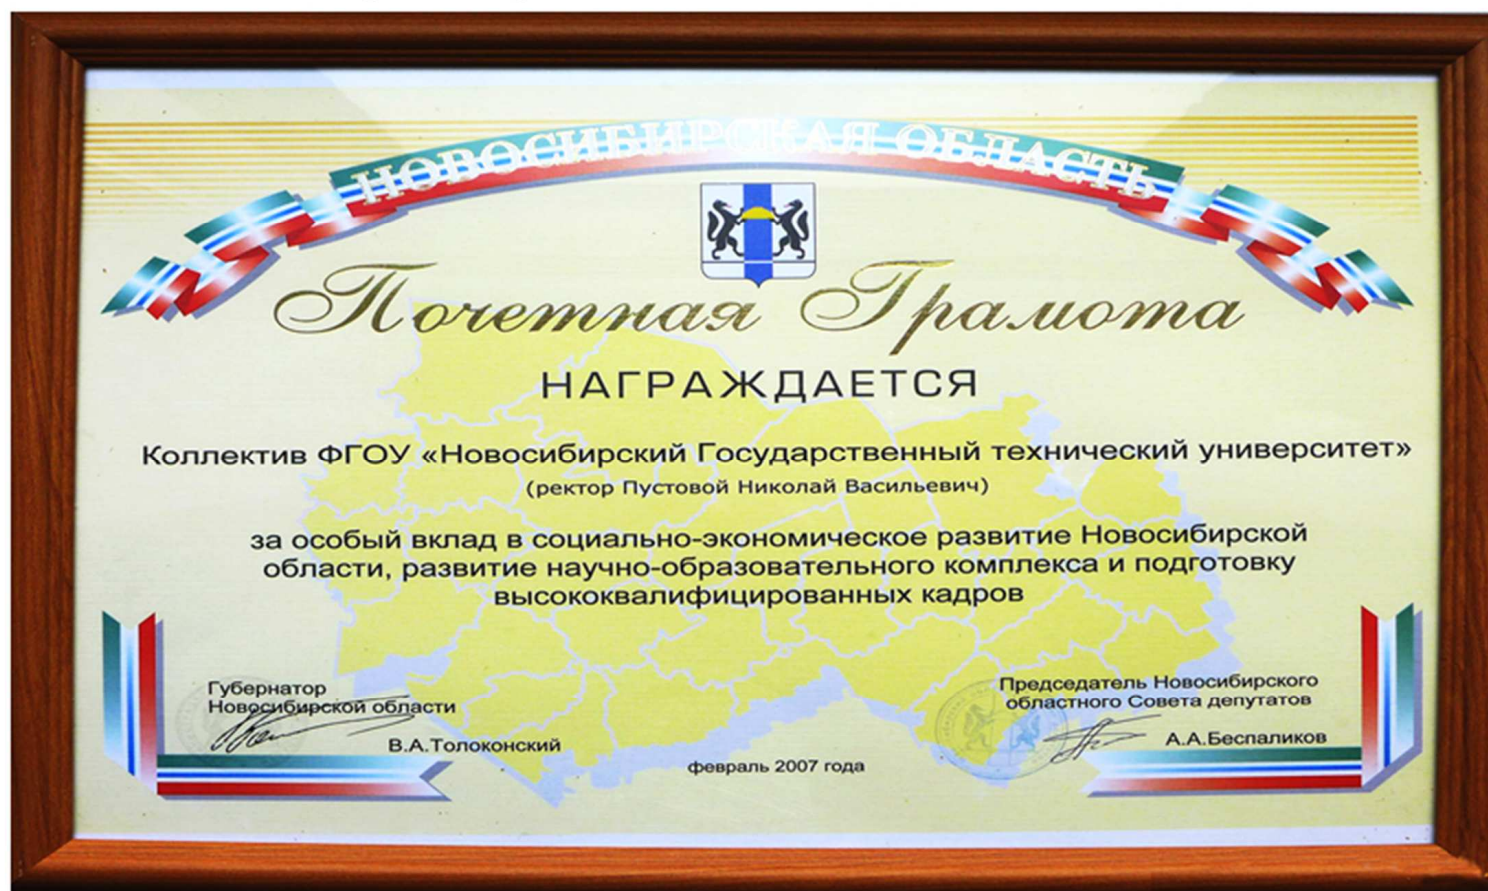 НОВОСИБИРСКАЯ ОБЛАСТЬ
Почетная Грамота
НАГРАЖДАЕТСЯ
Коллектив ФГОУ «Новосибирский Государственный технический университет»
(ректор Пустовой Николай Васильевич)
за особый вклад в социально-экономическое развитие Новосибирской
области, развитие научно-образовательного комплекса и подготовку
высококвалифицированных кадров
Губернатор
Новосибирской области
В.А.Толоконский
Председатель Новосибирского
областного Совета депутатов
А.А.Беспаликов
февраль 2007 года